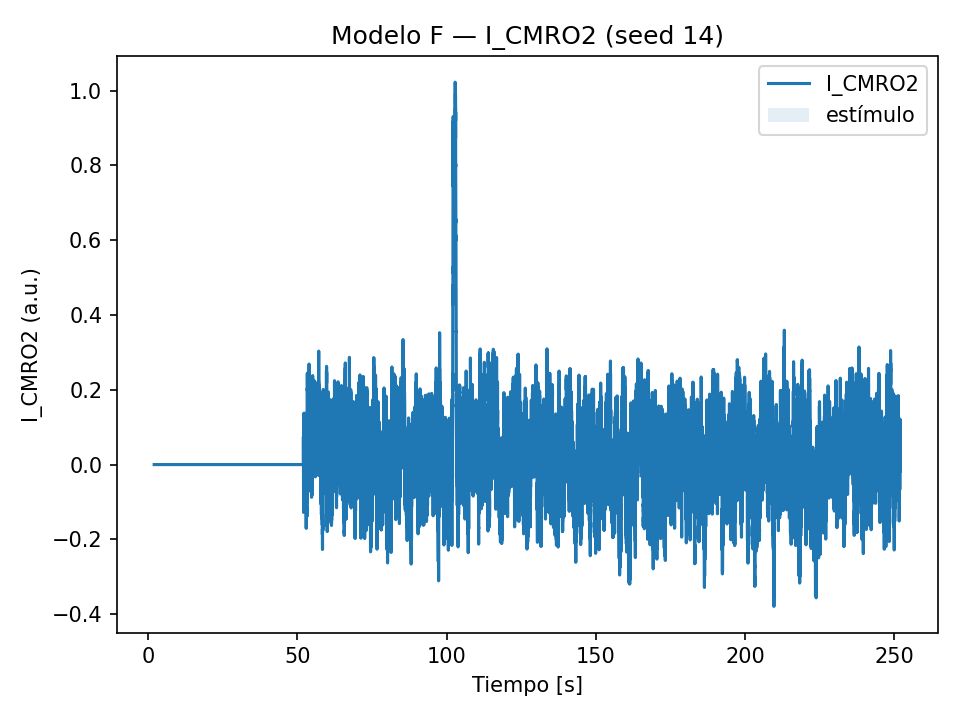 Modelo F — I_CMRO2 (seed 14)
I_CMRO2
estímulo
I_CMRO2 (a.u.)
1.0
0.8
0.6
0.4
0.2
0.0
−0.2
−0.4
0 50 100 150 200 250
Tiempo [s]